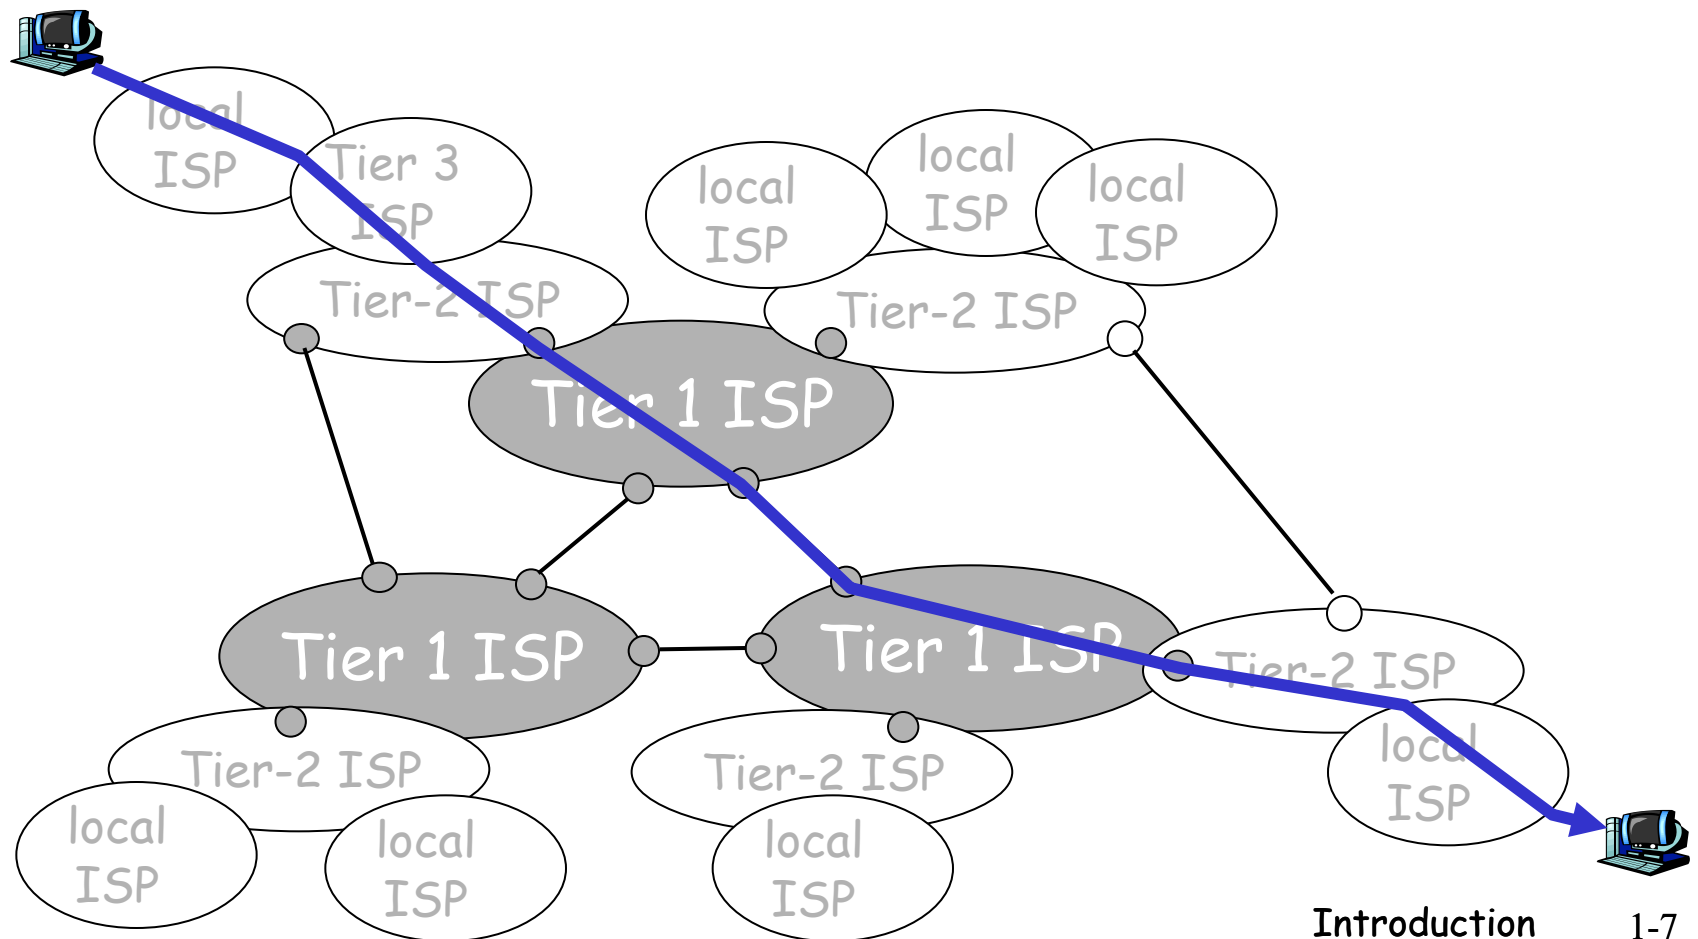 local
ISP
Tier 3
ISP
local
ISP
local
ISP
local
ISP
Tier-2 ISP
Tier-2 ISP
Tier 1 ISP
Tier 1 ISP
Tier 1 ISP
Tier-2 ISP
Tier-2 ISP
Tier-2 ISP
local
ISP
local
ISP
local
ISP
local
ISP
Introduction 1-7